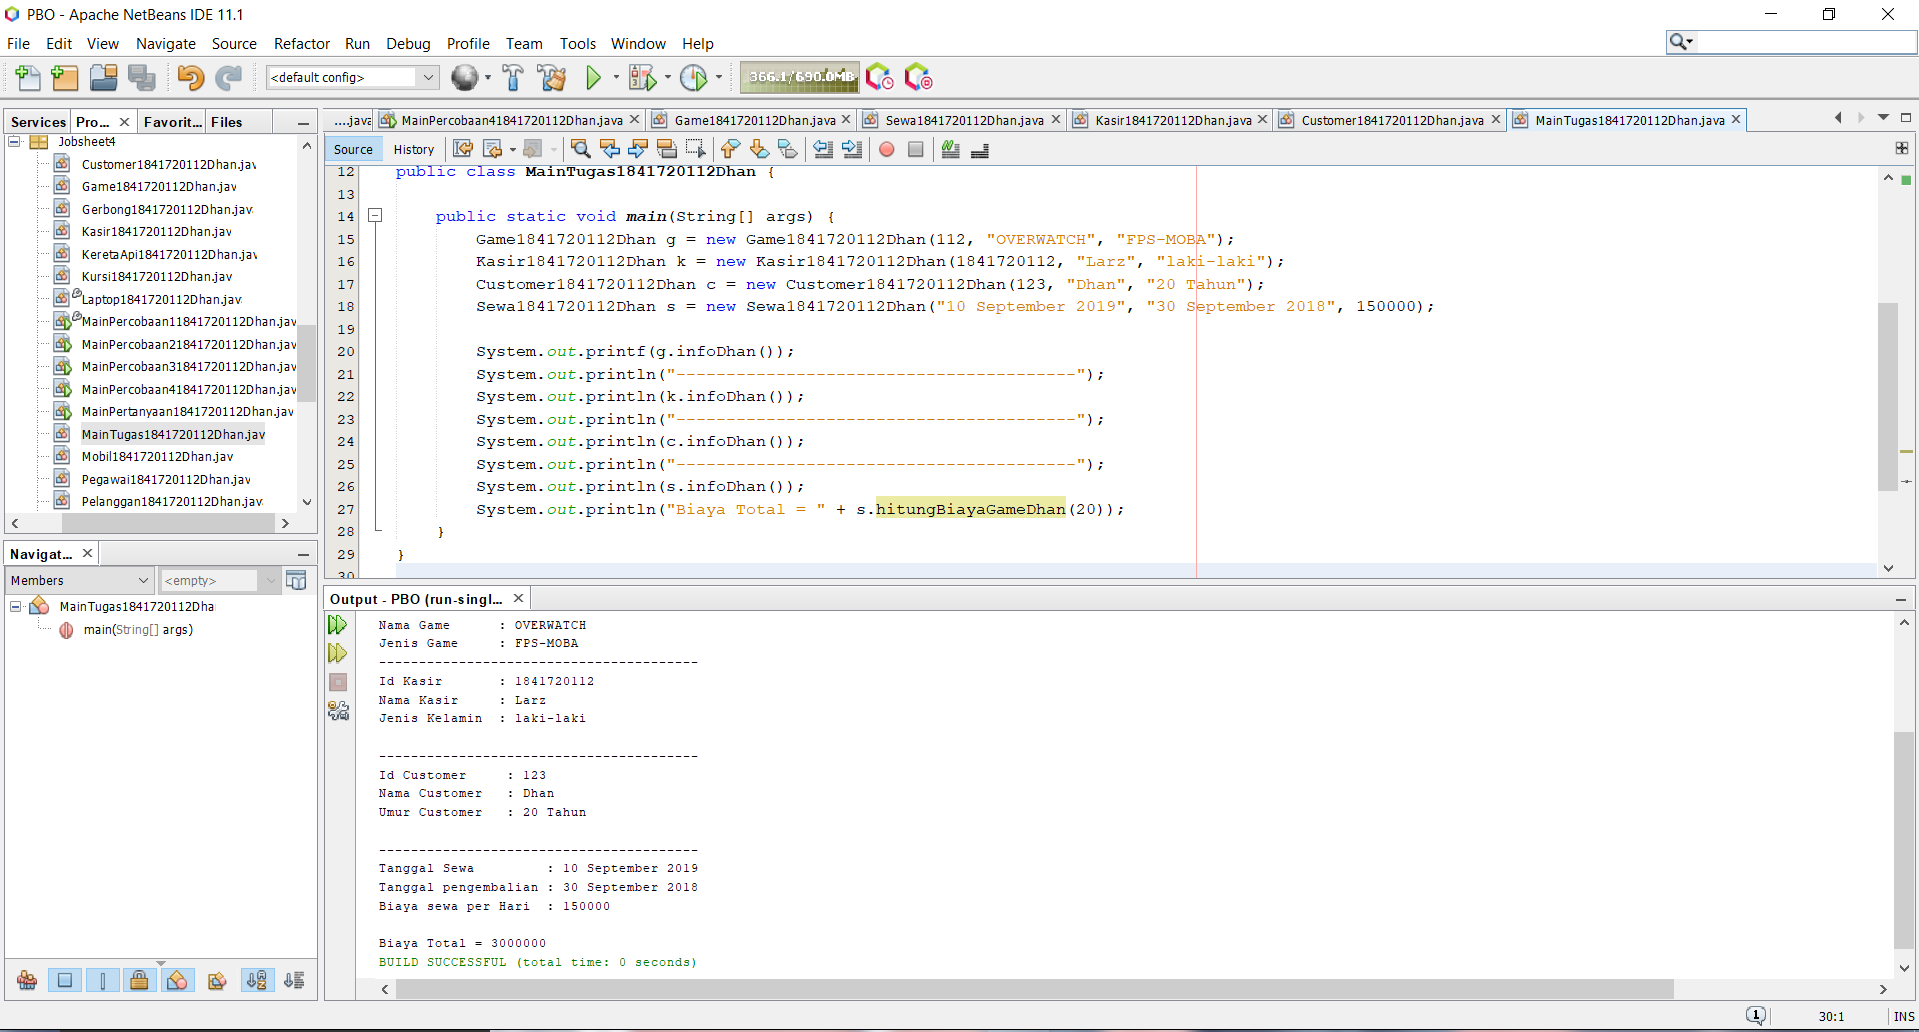 PBO - Apache NetBeans IDE 11.1
File Edit View Navigate Source Refactor Run Debug Profile Team Tools Window Help
<default config>
366.1/690.0MB
Services Pro... Favorit... Files
....java MainPercobaan41841720112Dhan.java Game1841720112Dhan.java Sewa1841720112Dhan.java Kasir1841720112Dhan.java Customer1841720112Dhan.java MainTugas1841720112Dhan.java
Source History
Jobsheet4
Customer1841720112Dhan.jav
Game1841720112Dhan.jav
Gerbong1841720112Dhan.jav
Kasir1841720112Dhan.jav
KeretaApi1841720112Dhan.jav
Kursi1841720112Dhan.jav
Laptop1841720112Dhan.jav
MainPercobaan11841720112Dhan.jav
MainPercobaan21841720112Dhan.jav
MainPercobaan31841720112Dhan.jav
MainPercobaan41841720112Dhan.jav
MainPertanyaan1841720112Dhan.jav
MainTugas1841720112Dhan.jav
Mobil1841720112Dhan.jav
Pegawai1841720112Dhan.jav
Pelanggan1841720112Dhan.jav
12 public class MainTugas1841720112Dhan {
13
14 public static void main(String[] args) {
15 Game1841720112Dhan g = new Game1841720112Dhan(112, "OVERWATCH", "FPS-MOBA");
16 Kasir1841720112Dhan k = new Kasir1841720112Dhan(1841720112, "Larz", "laki-laki");
17 Customer1841720112Dhan c = new Customer1841720112Dhan(123, "Dhan", "20 Tahun");
18 Sewa1841720112Dhan s = new Sewa1841720112Dhan("10 September 2019", "30 September 2018", 150000);
19
20 System.out.printf(g.infoDhan());
21 System.out.println("----------------------------------------");
22 System.out.println(k.infoDhan());
23 System.out.println("----------------------------------------");
24 System.out.println(c.infoDhan());
25 System.out.println("----------------------------------------");
26 System.out.println(s.infoDhan());
27 System.out.println("Biaya Total = " + s.hitungBiayaGameDhan(20));
28 }
29 }
30
Navigat...
Members <empty>
MainTugas1841720112Dha
main(String[] args)
Output - PBO (run-singl...
Nama Game : OVERWATCH
Jenis Game : FPS-MOBA
----------------------------------------
Id Kasir : 1841720112
Nama Kasir : Larz
Jenis Kelamin : laki-laki
----------------------------------------
Id Customer : 123
Nama Customer : Dhan
Umur Customer : 20 Tahun
----------------------------------------
Tanggal Sewa : 10 September 2019
Tanggal pengembalian : 30 September 2018
Biaya sewa per Hari : 150000
Biaya Total = 3000000
BUILD SUCCESSFUL (total time: 0 seconds)
1 30:1 INS